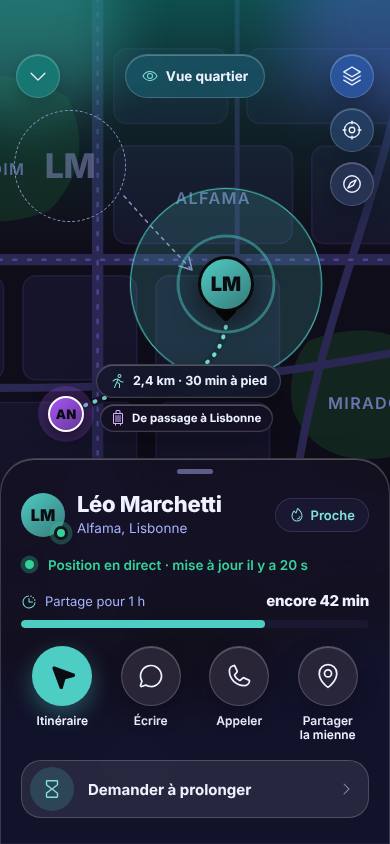 Vue quartier
DIM
LM
ALFAMA
LM
2,4 km · 30 min à pied
MIRAD
AN
De passage à Lisbonne
LM
Léo Marchetti
Alfama, Lisbonne
Proche
Position en direct · mise à jour il y a 20 s
Partage pour 1 h
encore 42 min
Itinéraire
Écrire
Appeler
Partager
la mienne
Demander à prolonger